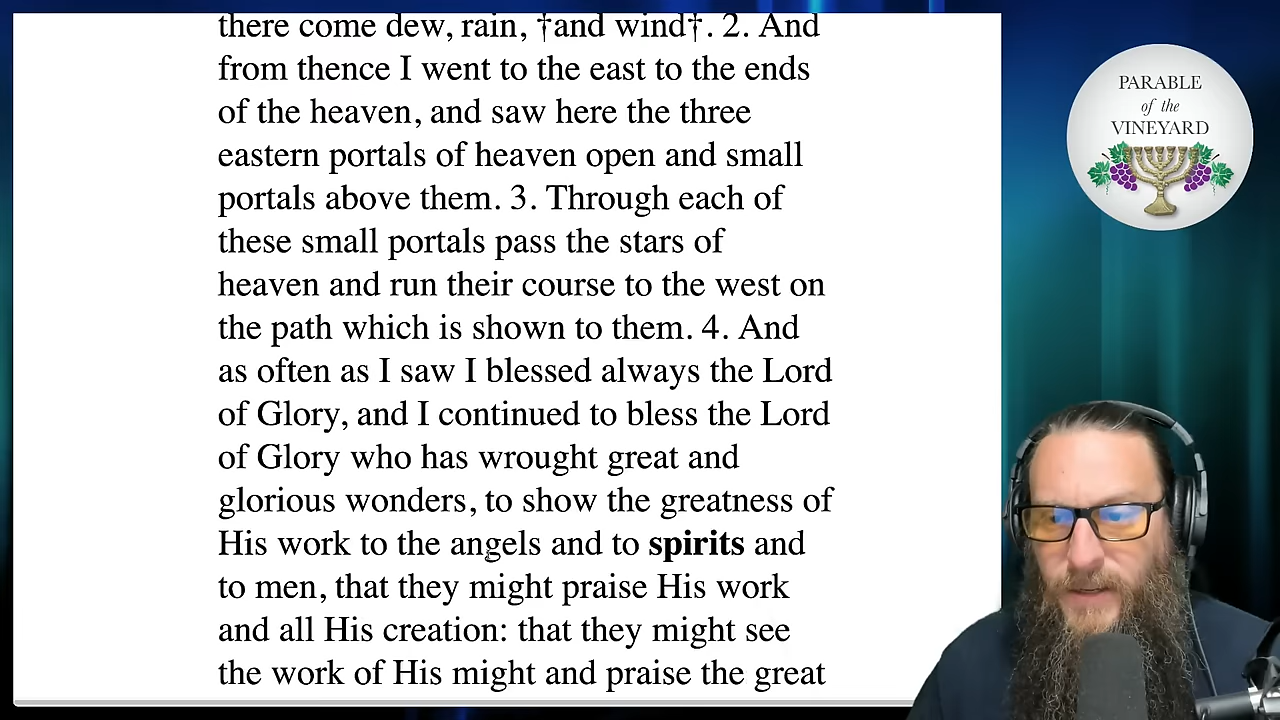 there come dew, rain, †and wind†. 2. And
from thence I went to the east to the ends
of the heaven, and saw here the three
eastern portals of heaven open and small
portals above them. 3. Through each of
these small portals pass the stars of
heaven and run their course to the west on
the path which is shown to them. 4. And
as often as I saw I blessed always the Lord
of Glory, and I continued to bless the Lord
of Glory who has wrought great and
glorious wonders, to show the greatness of
His work to the angels and to spirits and
to men, that they might praise His work
and all His creation: that they might see
the work of His might and praise the great
PARABLE
of the
VINEYARD